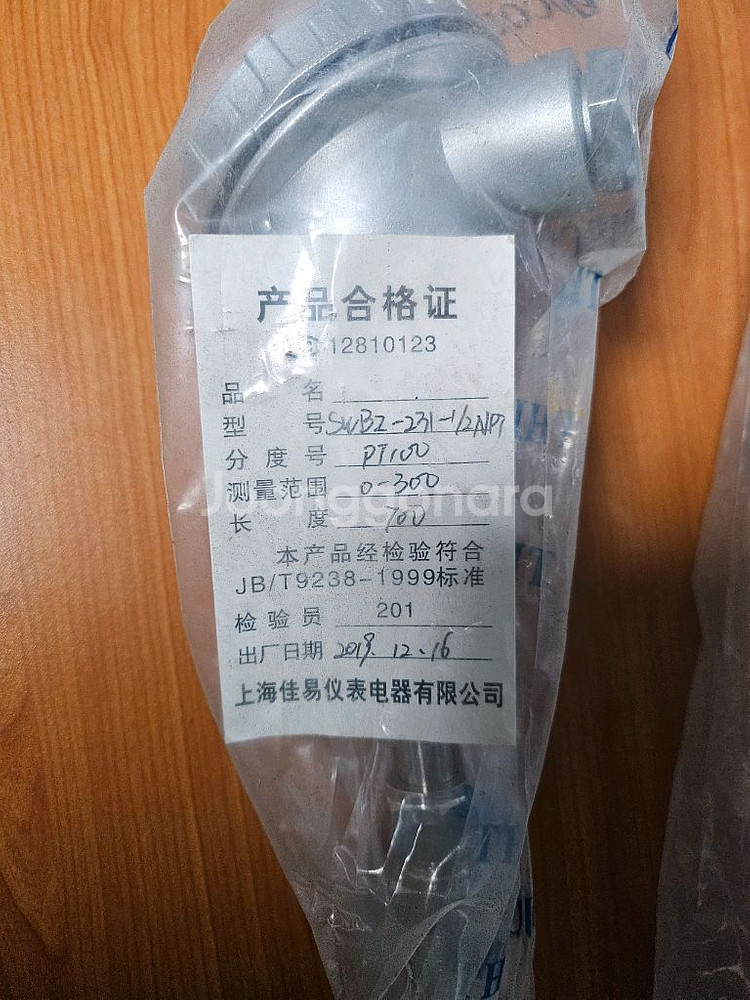 产品合格证
12810123
品 名
型 号 SWBZ-231-1/2NPT
分 度 号 PT100
测量范围 0-300
Joonggonara
长 度 700
本产品经检验符合
JB/T9238-1999标准
检 验 员 201
出厂日期 2019.12.16
上海佳易仪表电器有限公司